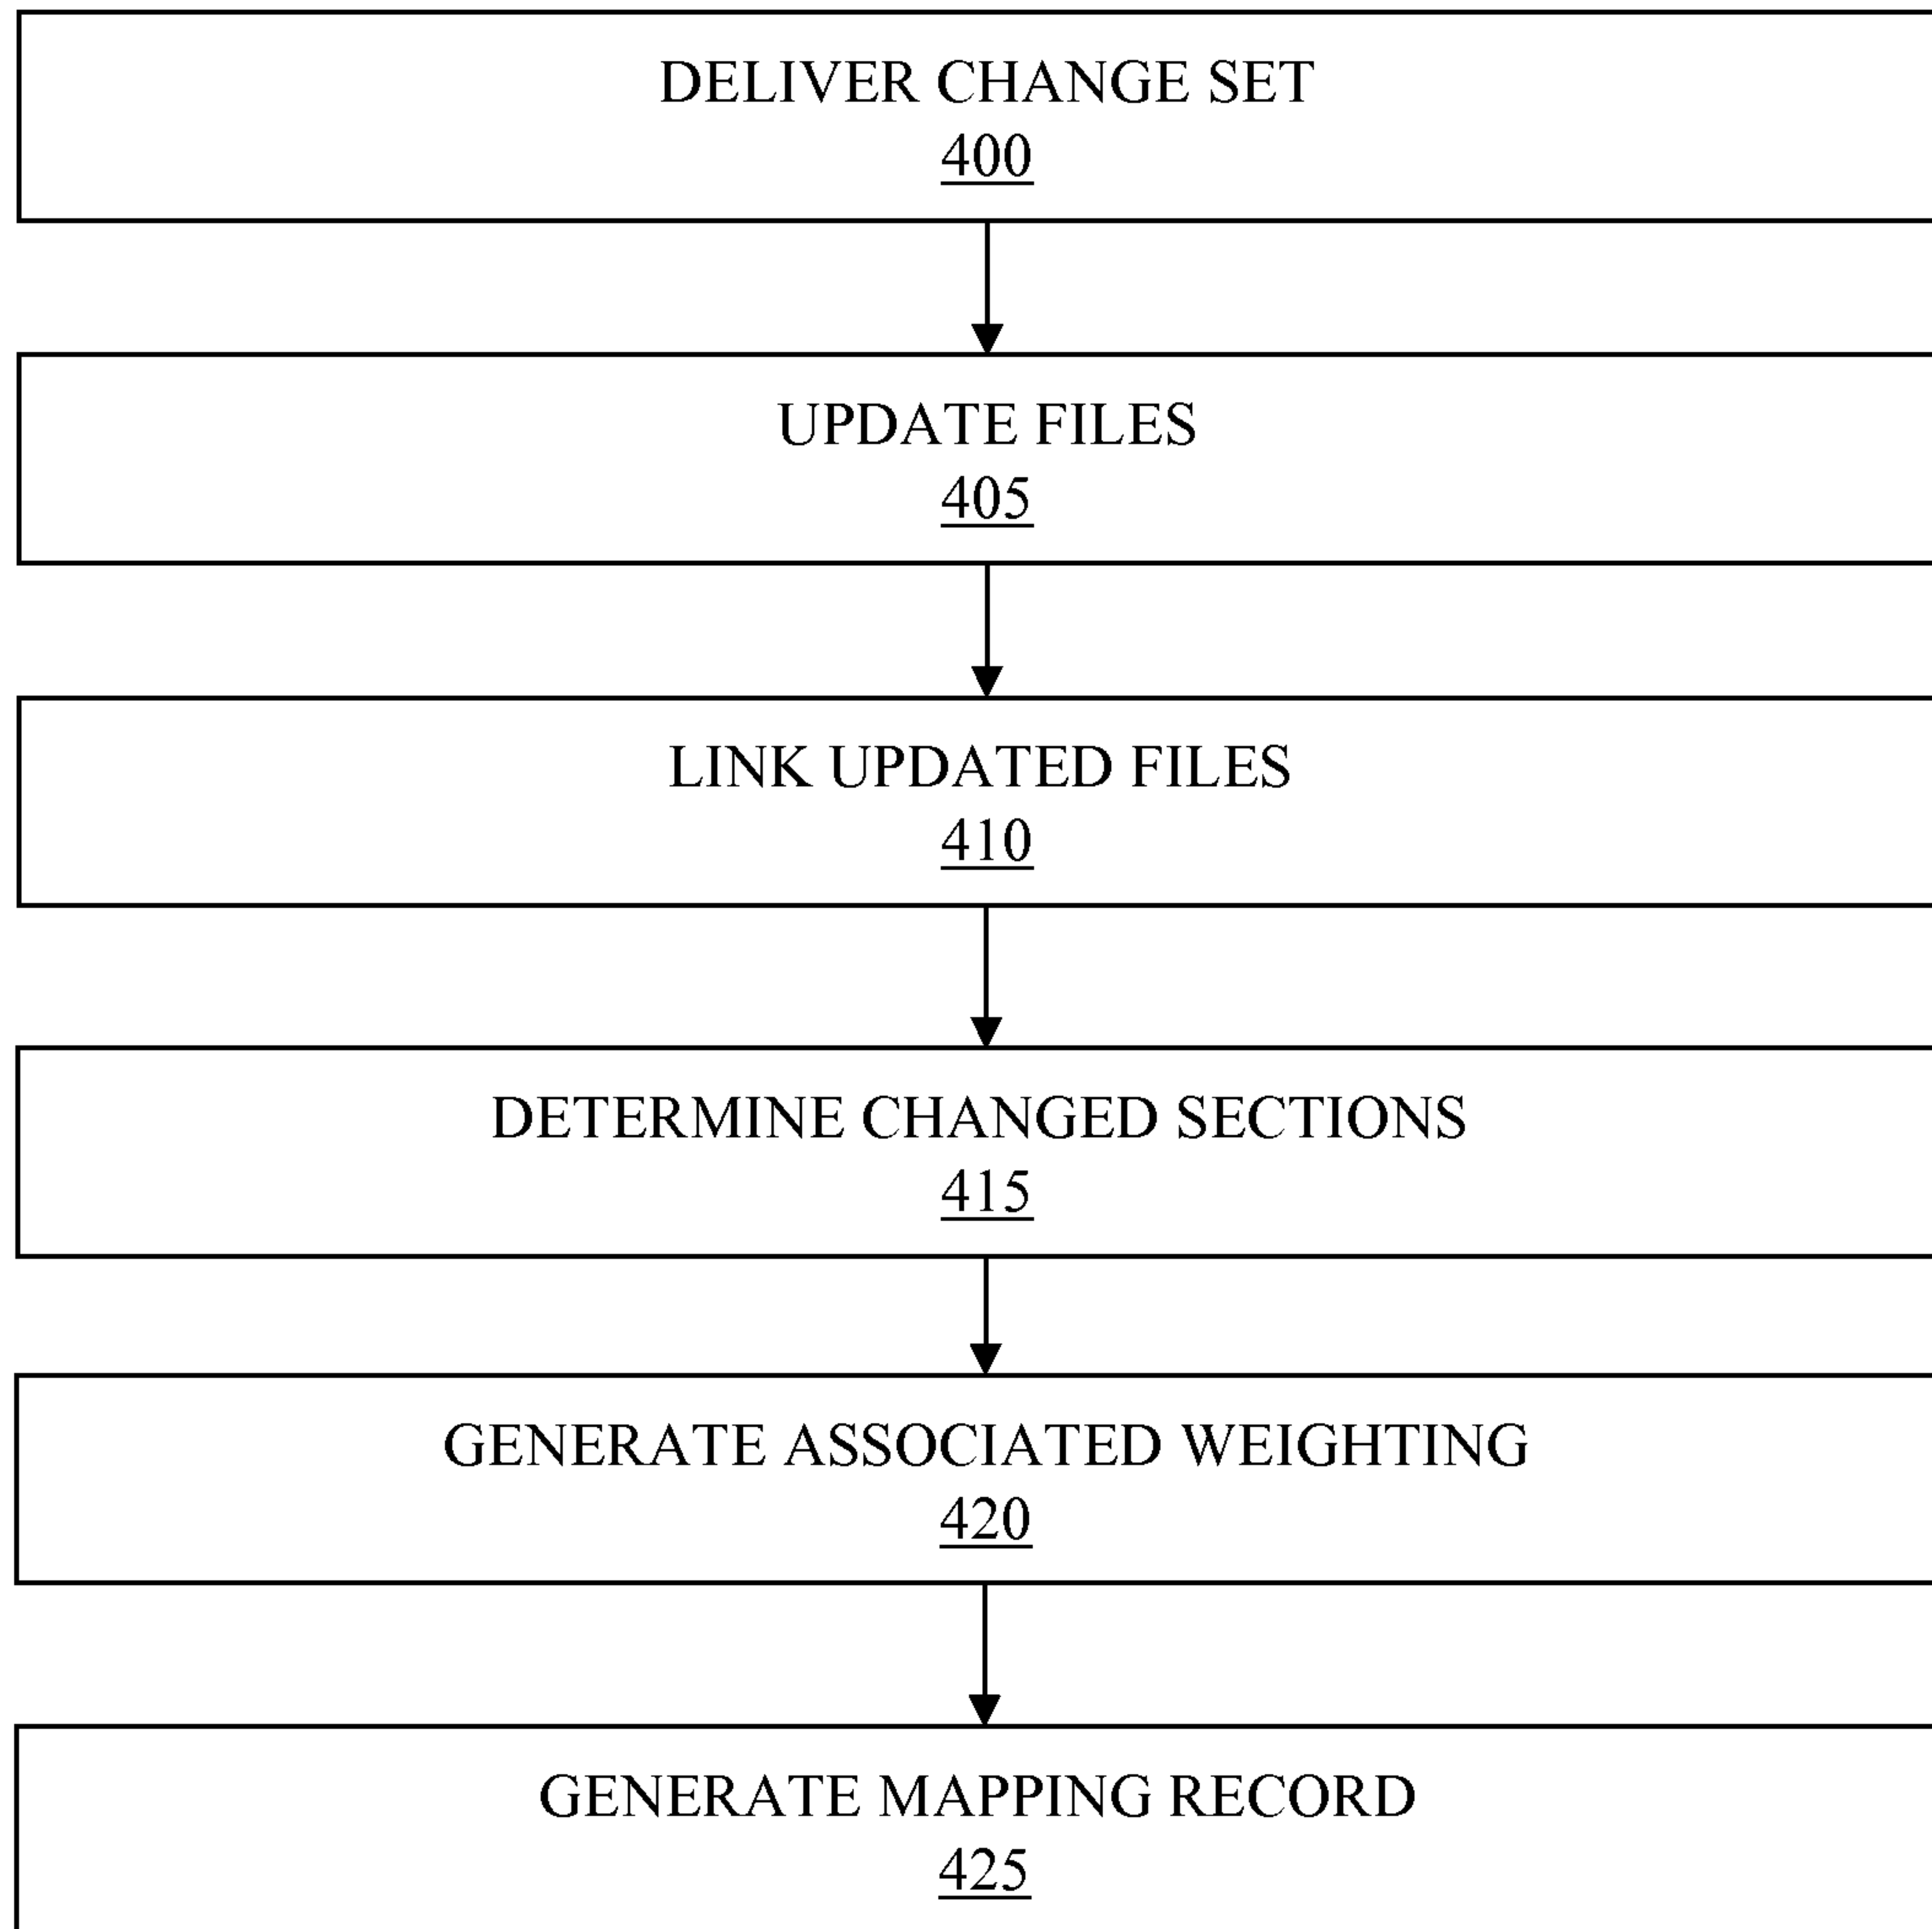 DELIVER CHANGE SET
400
UPDATE FILES
405
LINK UPDATED FILES
410
DETERMINE CHANGED SECTIONS
415
GENERATE ASSOCIATED WEIGHTING
420
GENERATE MAPPING RECORD
425